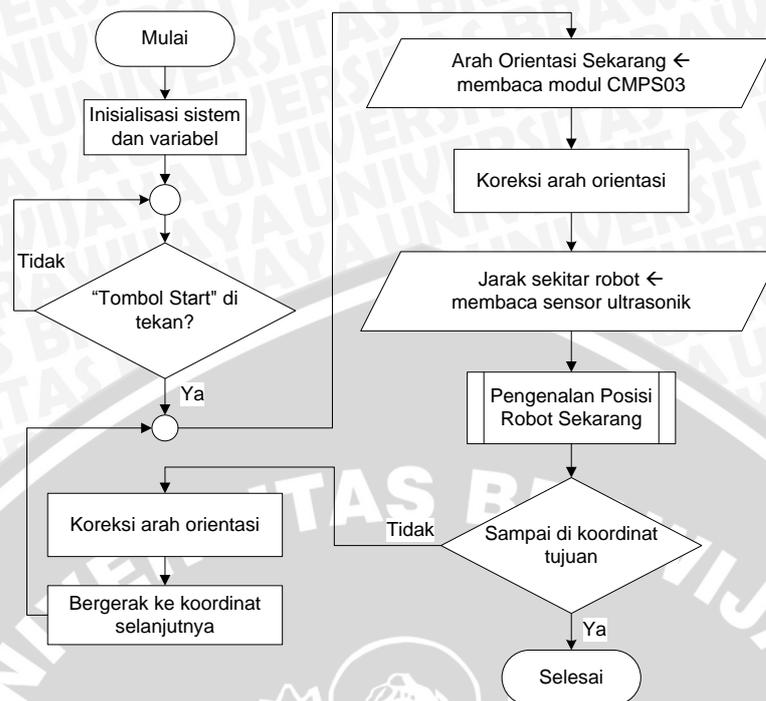 Mulai
Inisialisasi sistem
dan variabel
Tidak
“Tombol Start" di
tekan?
Ya
Arah Orientasi Sekarang ←
membaca modul CMPS03
Koreksi arah orientasi
Jarak sekitar robot ←
membaca sensor ultrasonik
Pengenalan Posisi
Robot Sekarang
Sampai di koordinat
tujuan
Tidak
Koreksi arah orientasi
Bergerak ke koordinat
selanjutnya
Ya
Selesai